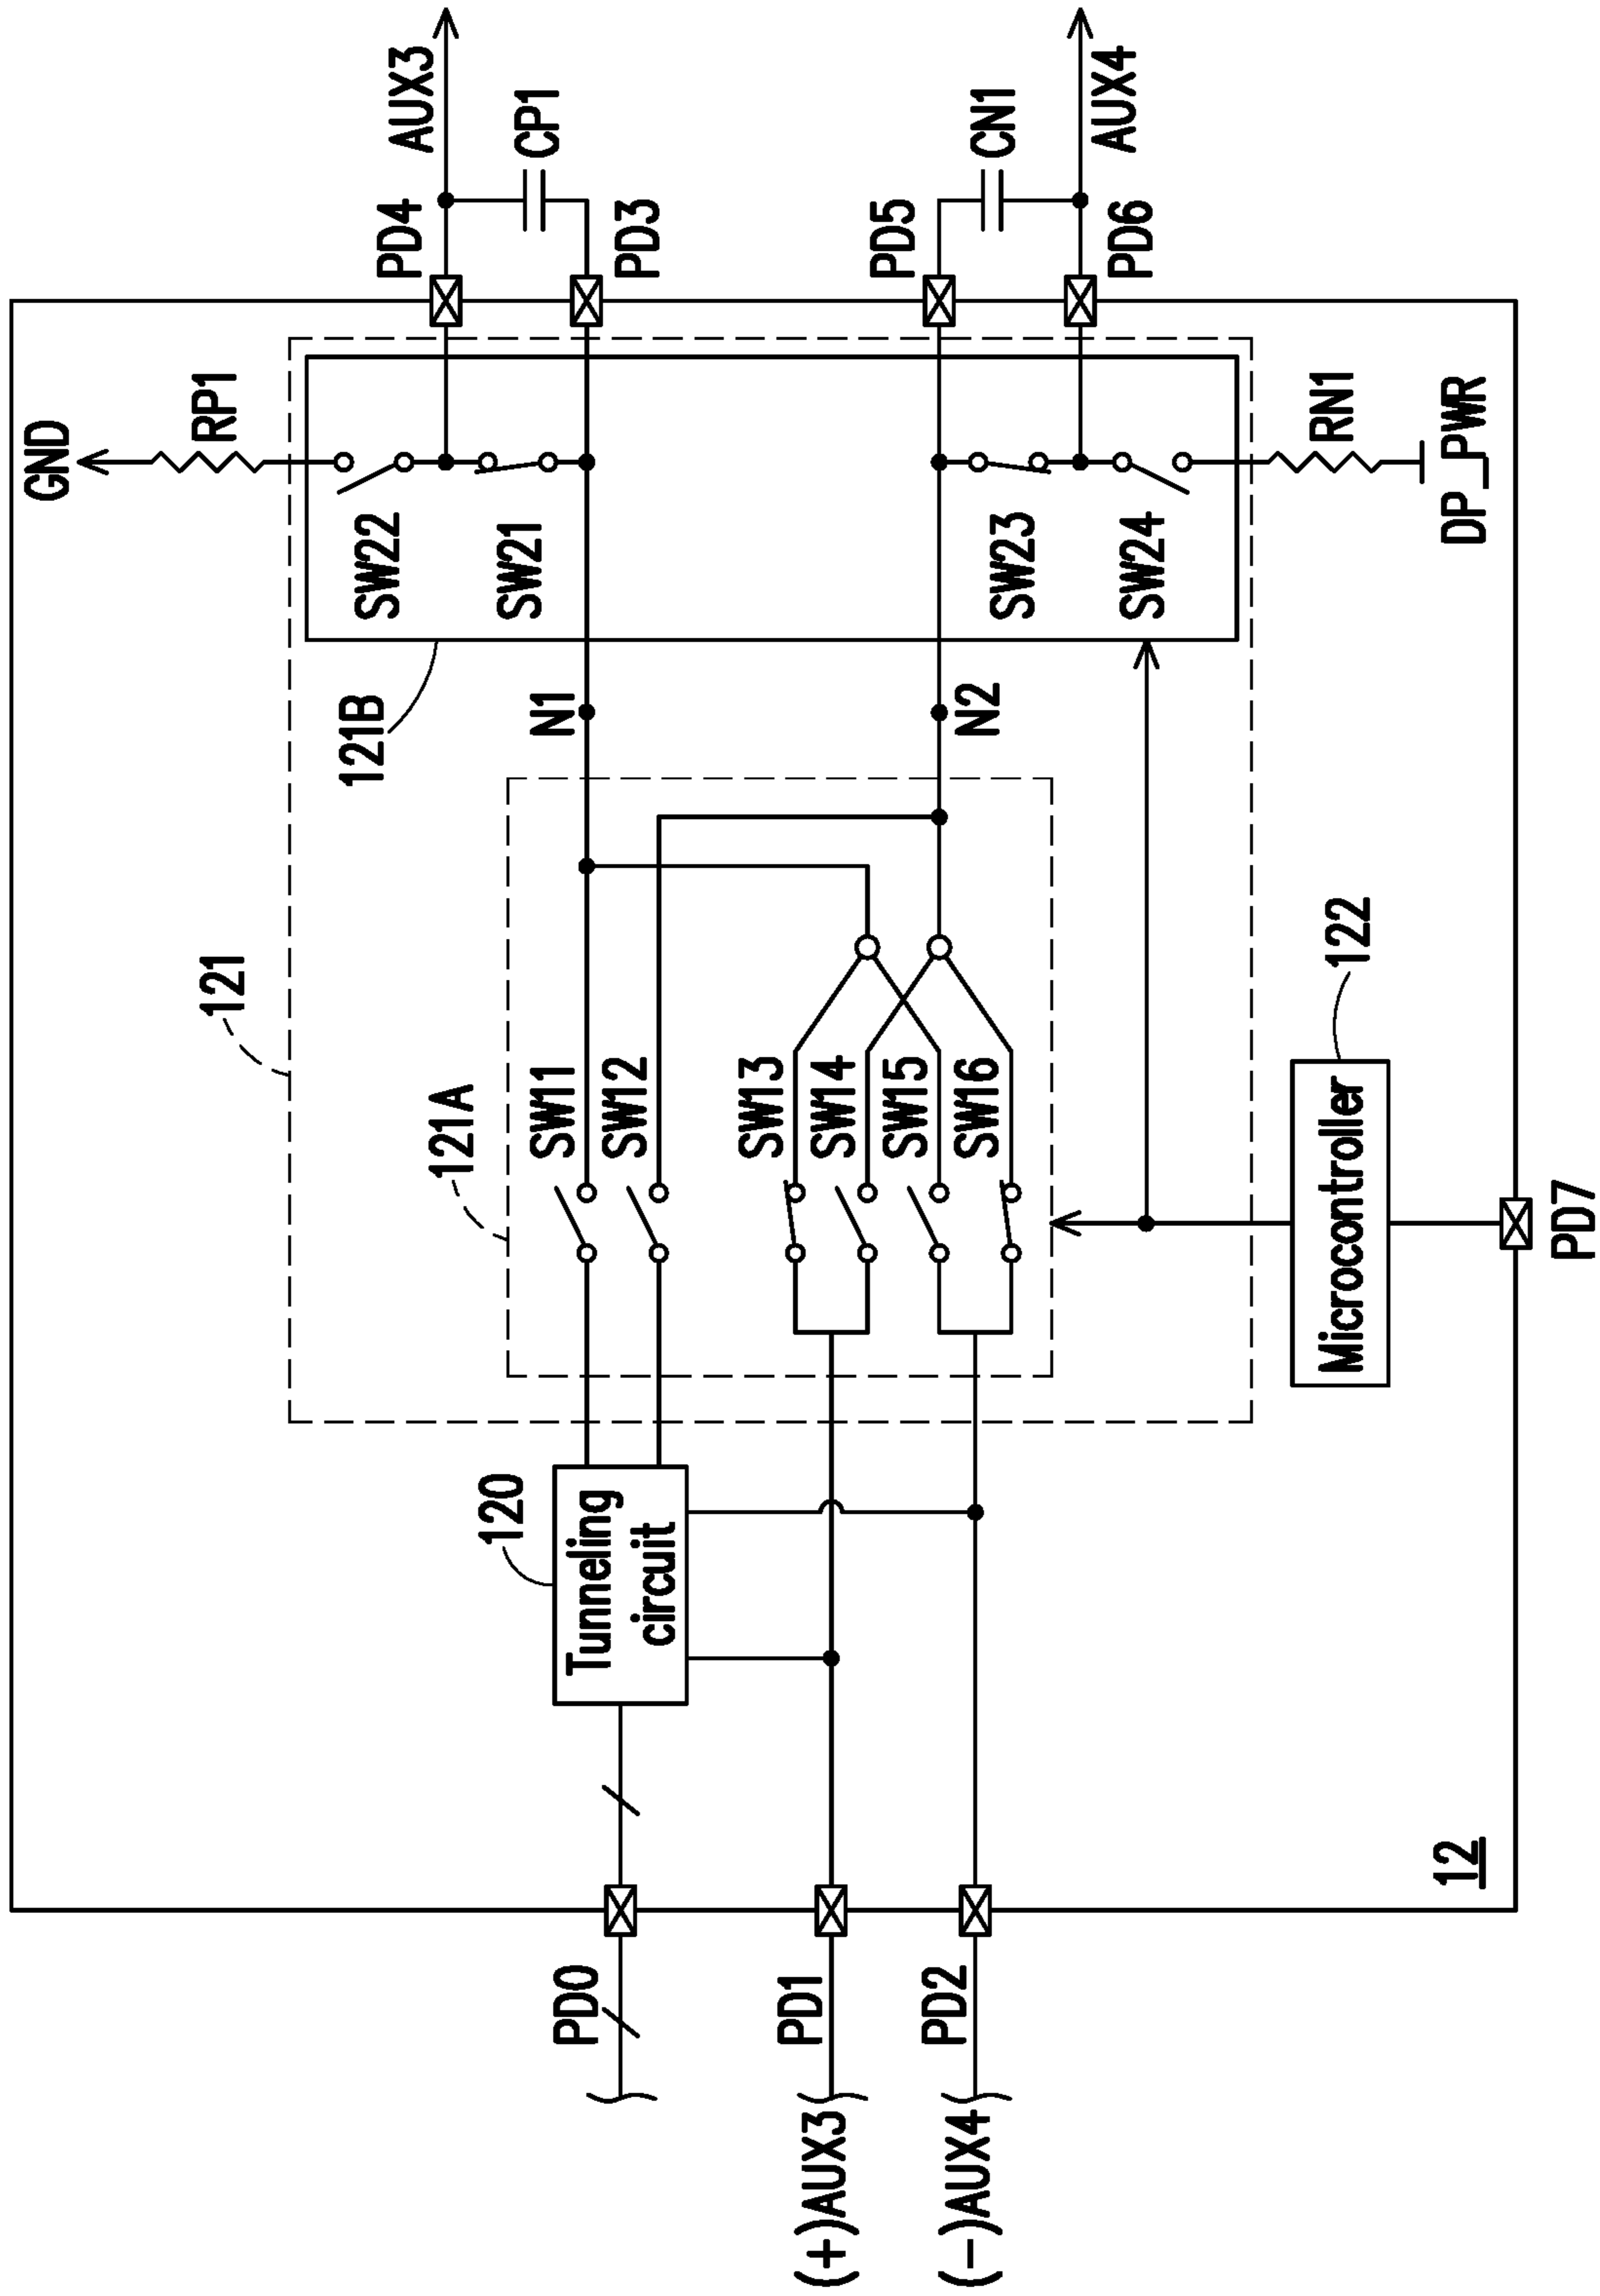 GND
RP1
AUX3
PD4
CP1
PD3
SW22
SW21
121B
N1
121
121A
SW11
SW12
SW13
SW14
SW15
SW16
N2
SW23
SW24
PD5
CN1
PD6
AUX4
RN1
DP_PWR
120
Tunneling
circuit
Microcontroller
122
PD7
PD0
PD1
PD2
(+)AUX3
(-)AUX4
12